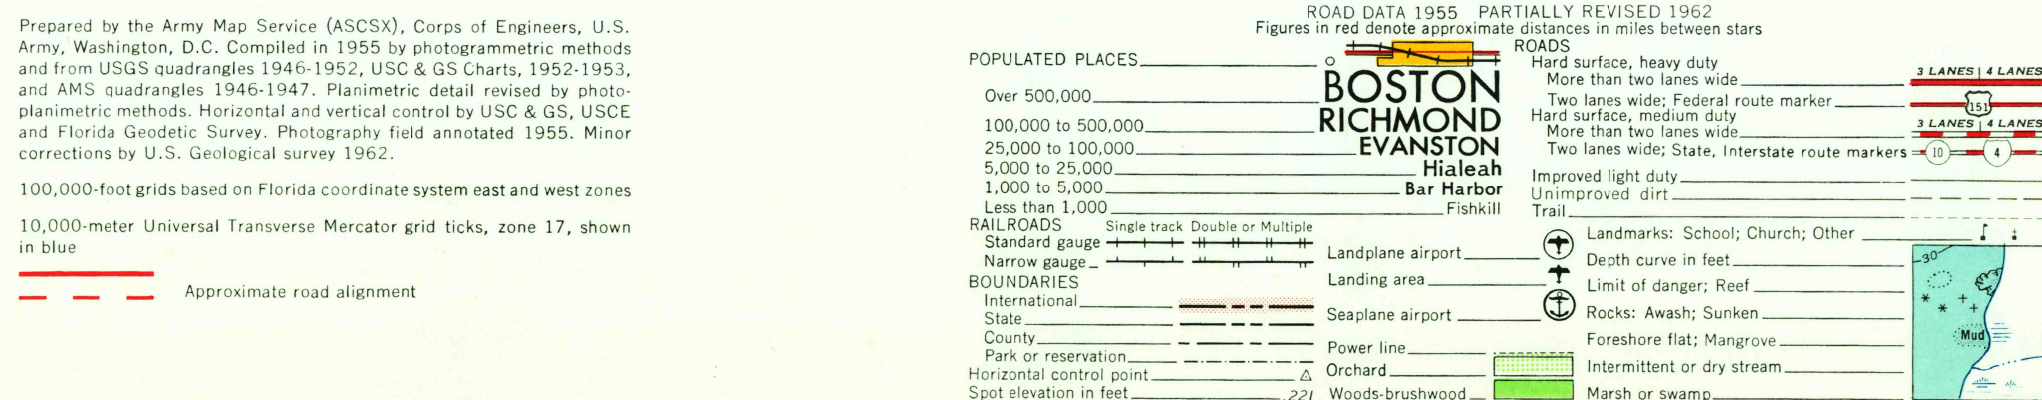 Prepared by the Army Map Service (ASCSX), Corps of Engineers, U.S.
Army, Washington, D.C. Compiled in 1955 by photogrammetric methods
and from USGS quadrangles 1946-1952, USC & GS Charts, 1952-1953,
and AMS quadrangles 1946-1947. Planimetric detail revised by photo-
planimetric methods. Horizontal and vertical control by USC & GS, USCE
and Florida Geodetic Survey. Photography field annotated 1955. Minor
corrections by U.S. Geological survey 1962.
100,000-foot grids based on Florida coordinate system east and west zones
10,000-meter Universal Transverse Mercator grid ticks, zone 17, shown
in blue
Approximate road alignment
ROAD DATA 1955 PARTIALLY REVISED 1962
Figures in red denote approximate distances in miles between stars
POPULATED PLACES
Over 500,000 BOSTON
100,000 to 500,000 RICHMOND
25,000 to 100,000 EVANSTON
5,000 to 25,000 Hialeah
1,000 to 5,000 Bar Harbor
Less than 1,000 Fishkill
RAILROADS Single track Double or Multiple
Standard gauge
Narrow gauge
BOUNDARIES
International
State
County
Park or reservation
Horizontal control point
Spot elevation in feet .221
Landplane airport
Landing area
Seaplane airport
Power line
Orchard
Woods-brushwood
ROADS
Hard surface, heavy duty
More than two lanes wide 3 LANES | 4 LANES
Two lanes wide; Federal route marker 151
Hard surface, medium duty
More than two lanes wide 3 LANES | 4 LANES
Two lanes wide; State, Interstate route markers 10 4
Improved light duty
Unimproved dirt
Trail
Landmarks: School; Church; Other
Depth curve in feet 30
Limit of danger; Reef
Rocks: Awash; Sunken
Foreshore flat; Mangrove Mud
Intermittent or dry stream
Marsh or swamp